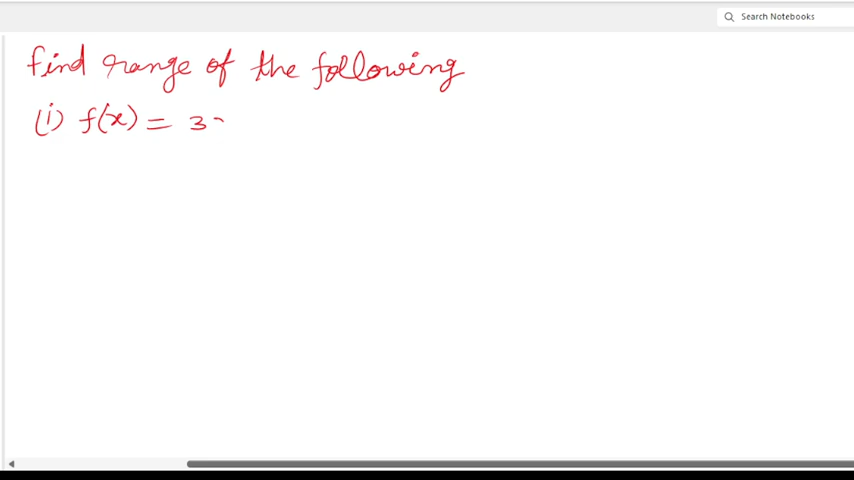 Search Notebooks
find range of the following
(i) f(x) = 3-